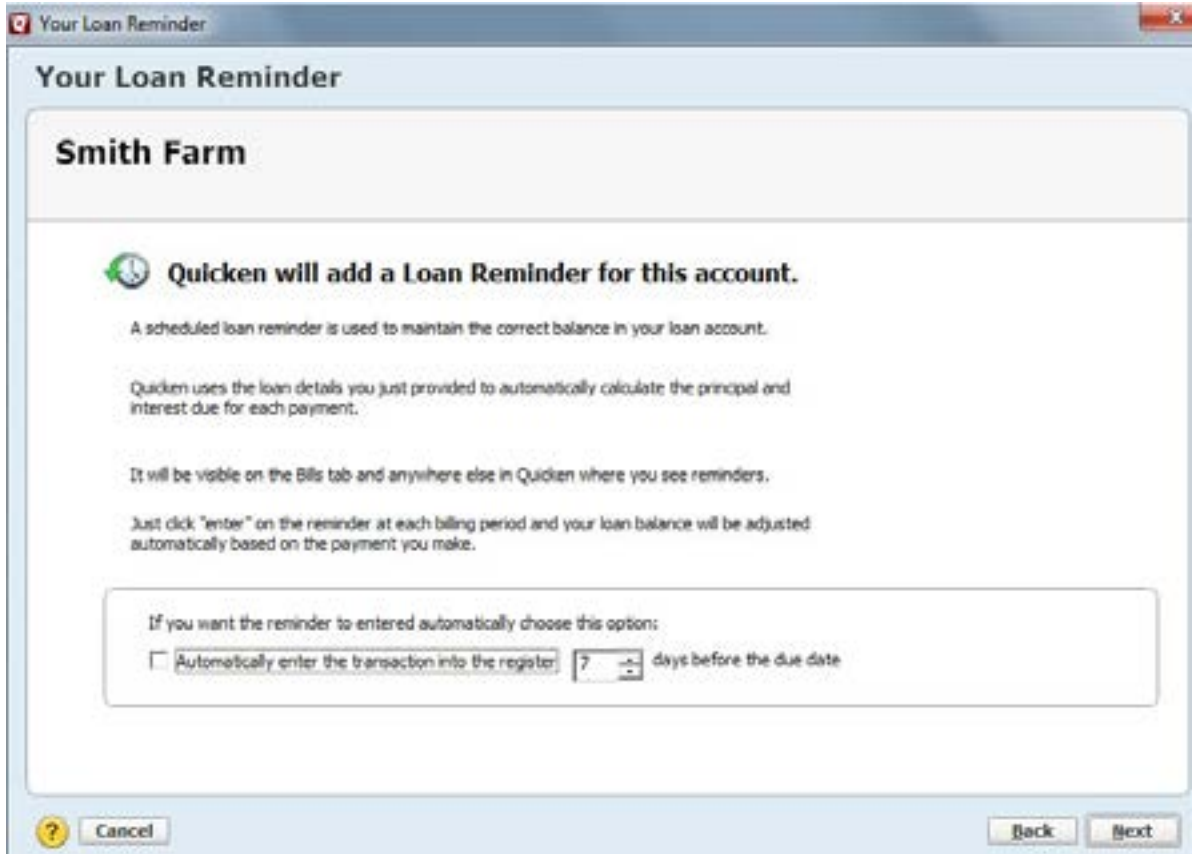 Your Loan Reminder
Your Loan Reminder
Smith Farm
Quicken will add a Loan Reminder for this account.
A scheduled loan reminder is used to maintain the correct balance in your loan account.
Quicken uses the loan details you just provided to automatically calculate the principal and
interest due for each payment.
It will be visible on the Bills tab and anywhere else in Quicken where you see reminders.
Just click "enter" on the reminder at each billing period and your loan balance will be adjusted
automatically based on the payment you make.
If you want the reminder to entered automatically choose this option:
Automatically enter the transaction into the register 7 days before the due date
? Cancel Back Next